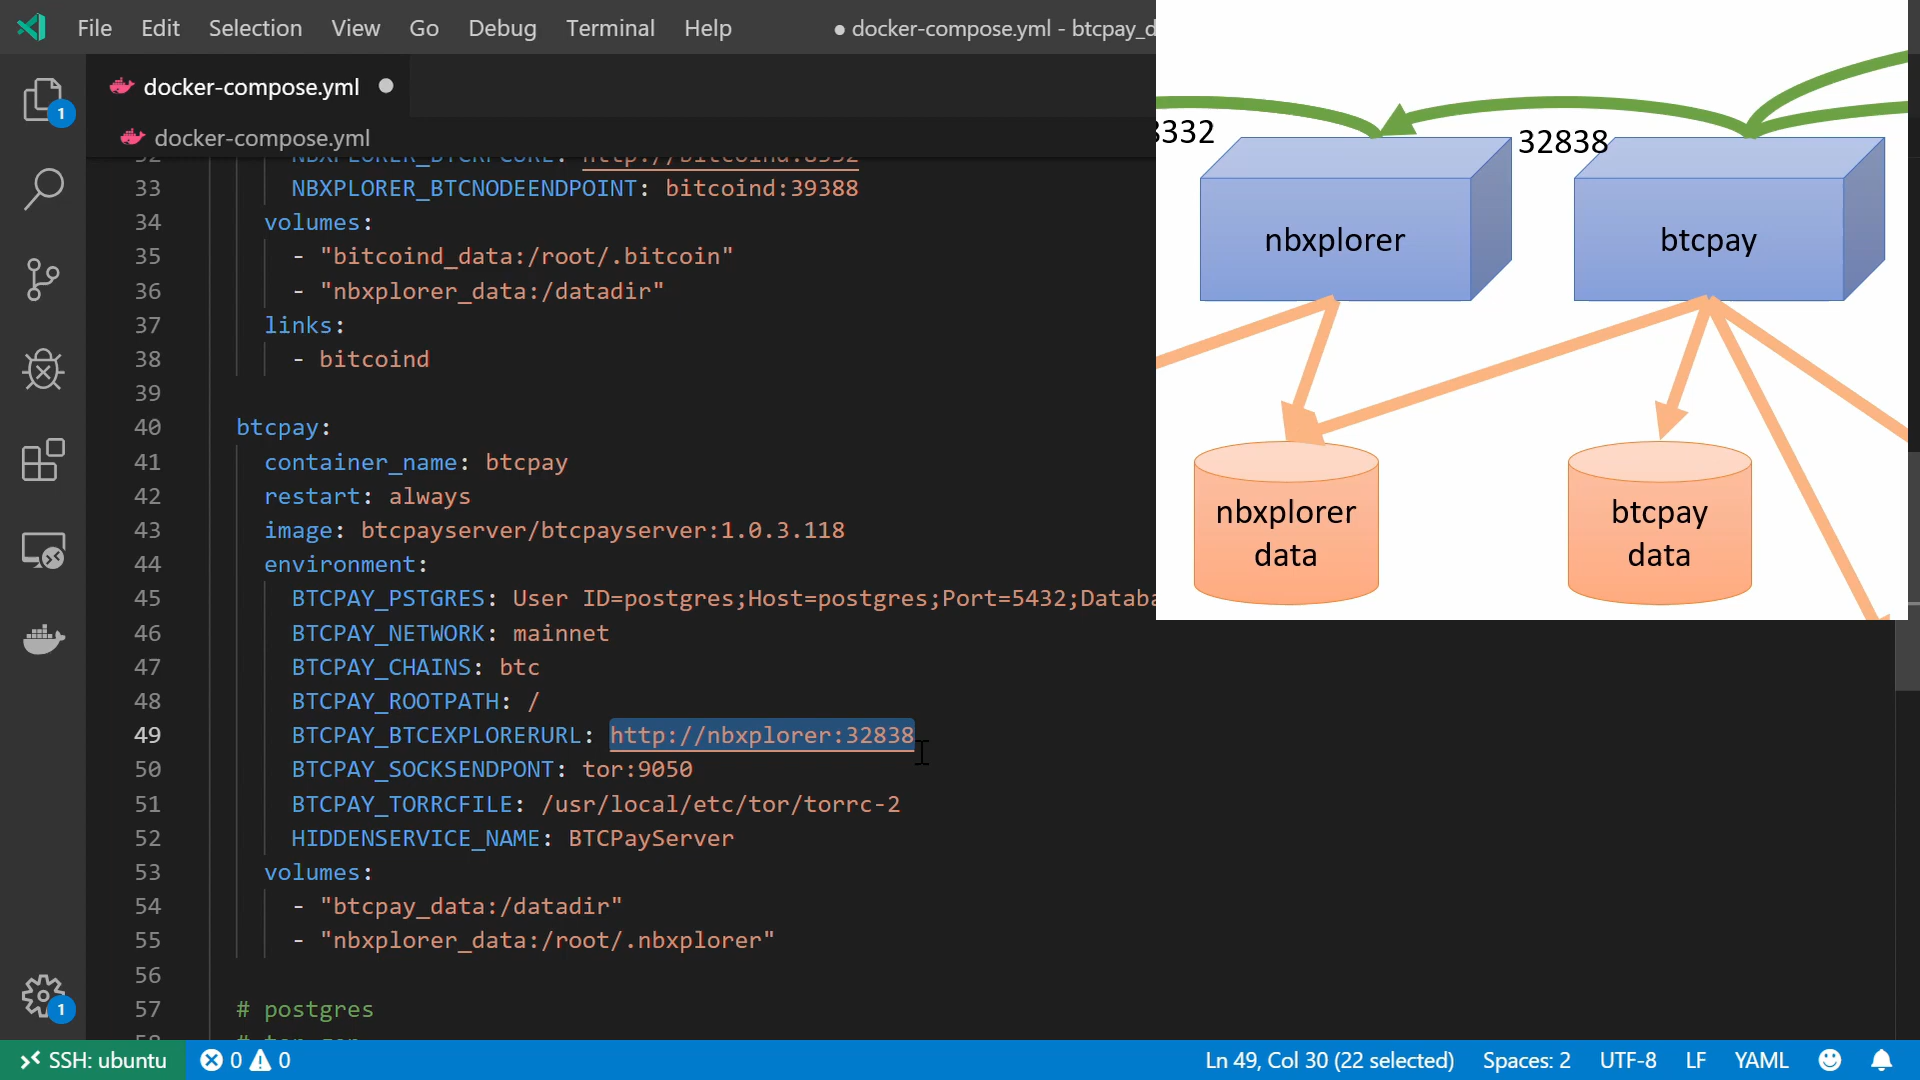 File Edit Selection View Go Debug Terminal Help ● docker-compose.yml - btcpay_d
docker-compose.yml ●
docker-compose.yml
33 NBXPLORER_BTCNODEENDPOINT: bitcoind:39388
34 volumes:
35 - "bitcoind_data:/root/.bitcoin"
36 - "nbxplorer_data:/datadir"
37 links:
38 - bitcoind
39
40 btcpay:
41 container_name: btcpay
42 restart: always
43 image: btcpayserver/btcpayserver:1.0.3.118
44 environment:
45 BTCPAY_PSTGRES: User ID=postgres;Host=postgres;Port=5432;Databa
46 BTCPAY_NETWORK: mainnet
47 BTCPAY_CHAINS: btc
48 BTCPAY_ROOTPATH: /
49 BTCPAY_BTCEXPLORERURL: http://nbxplorer:32838
50 BTCPAY_SOCKSENDPONT: tor:9050
51 BTCPAY_TORRCFILE: /usr/local/etc/tor/torrc-2
52 HIDDENSERVICE_NAME: BTCPayServer
53 volumes:
54 - "btcpay_data:/datadir"
55 - "nbxplorer_data:/root/.nbxplorer"
56
57 # postgres
8332
32838
nbxplorer
btcpay
nbxplorer
data
btcpay
data
1
1
SSH: ubuntu 0 0 Ln 49, Col 30 (22 selected) Spaces: 2 UTF-8 LF YAML